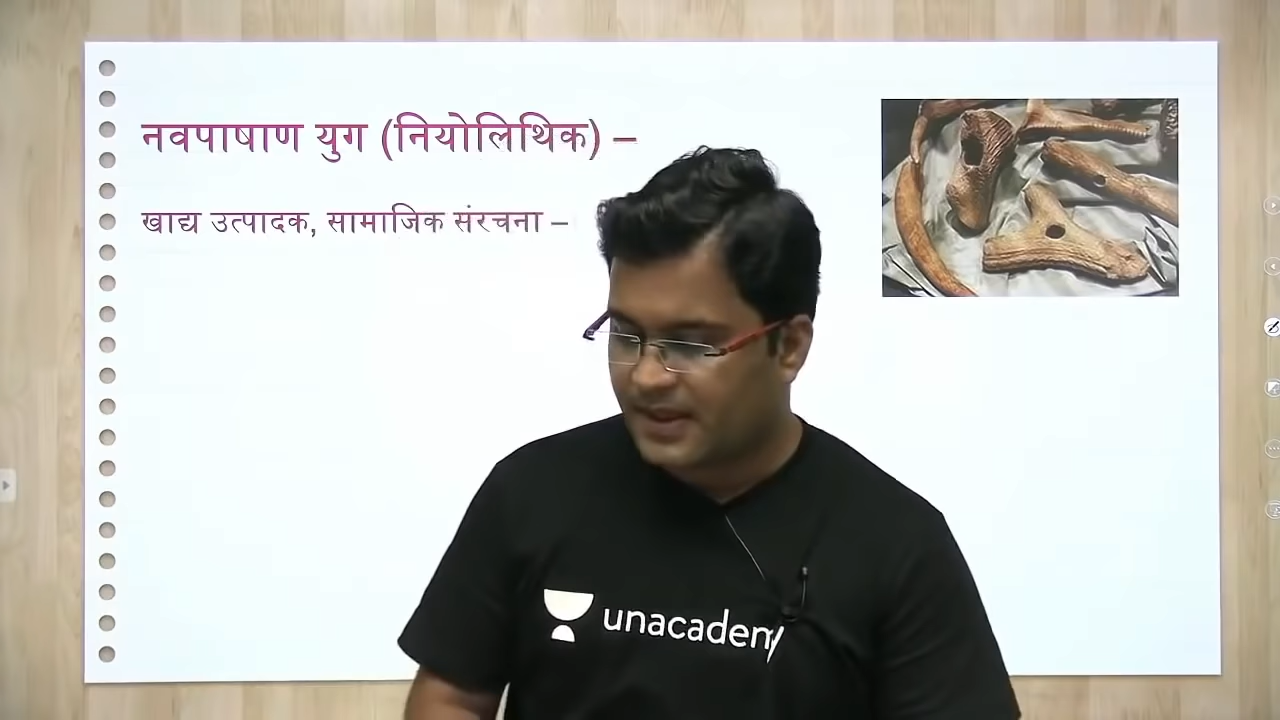 नवपाषाण युग (नियोलिथिक) –
खाद्य उत्पादक, सामाजिक संरचना –
unacademy